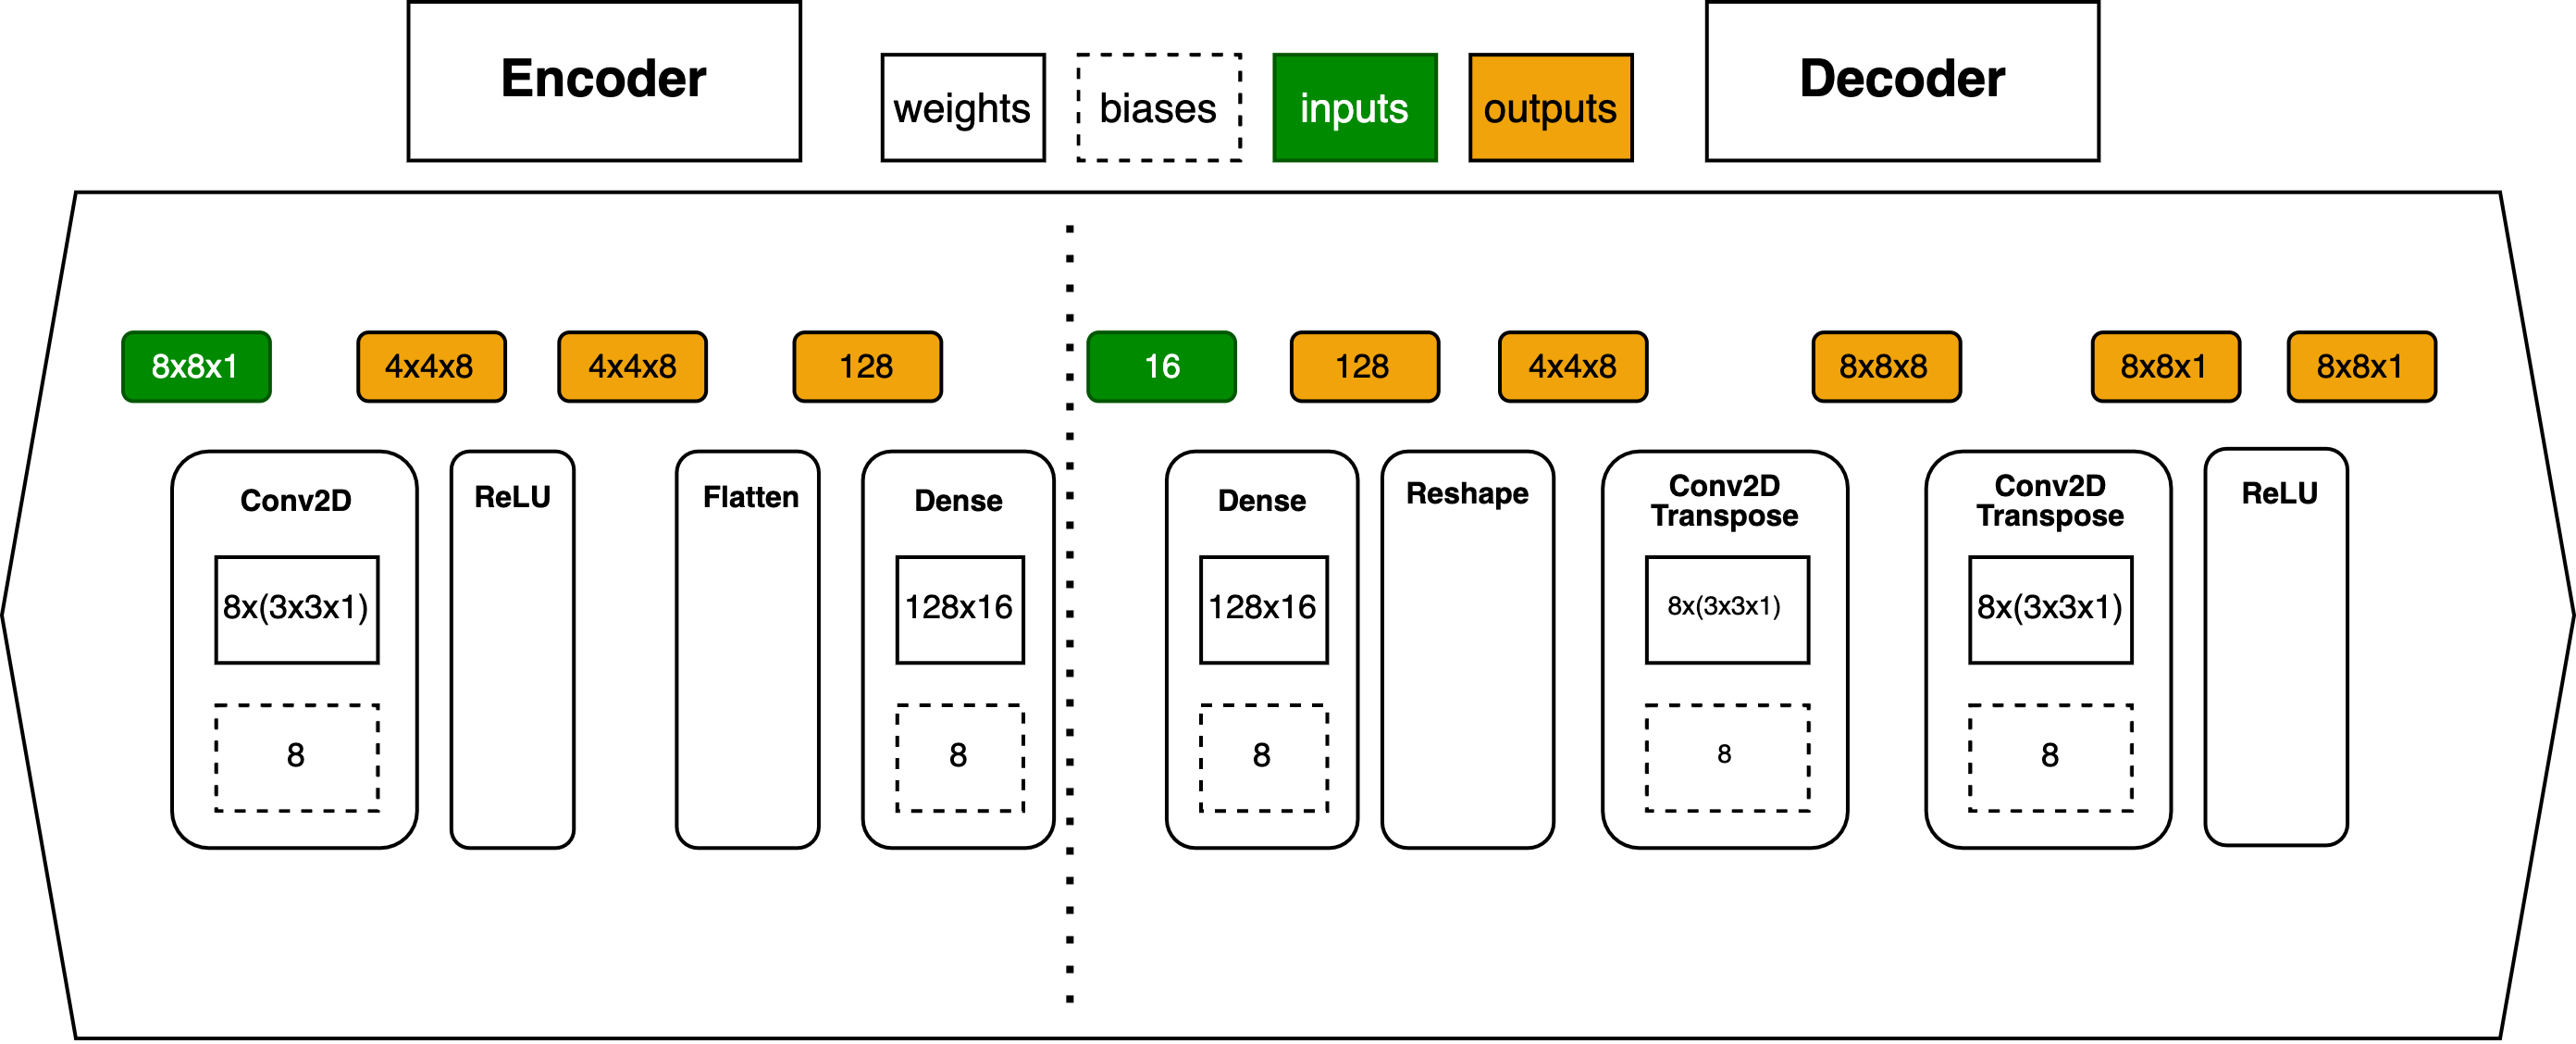 Encoder
weights
biases
inputs
outputs
Decoder
8x8x1
4x4x8
4x4x8
128
16
128
4x4x8
8x8x8
8x8x1
8x8x1
Conv2D
8x(3x3x1)
8
ReLU
Flatten
Dense
128x16
8
Dense
128x16
8
Reshape
Conv2D
Transpose
8x(3x3x1)
8
Conv2D
Transpose
8x(3x3x1)
8
ReLU